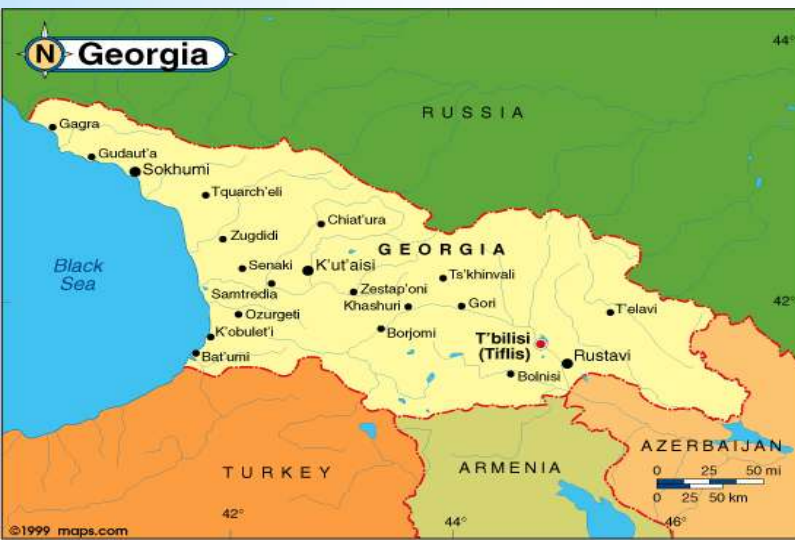 N Georgia
44°
RUSSIA
Gagra
Gudaut'a
Sokhumi
Tquarch'eli
Chiat'ura
Zugdidi
GEORGIA
Black
Sea
Senaki
K'ut'aisi
Ts'khinvali
Samtredia
Zestap'oni
42°
Khashuri
Gori
T'elavi
Ozurgeti
K'obulet'i
Borjomi
T'bilisi
(Tiflis)
Bat'umi
Rustavi
Bolnisi
AZERBAIJAN
TURKEY
ARMENIA
0 25 50 mi
0 25 50 km
42°
44°
46°
©1999 maps.com